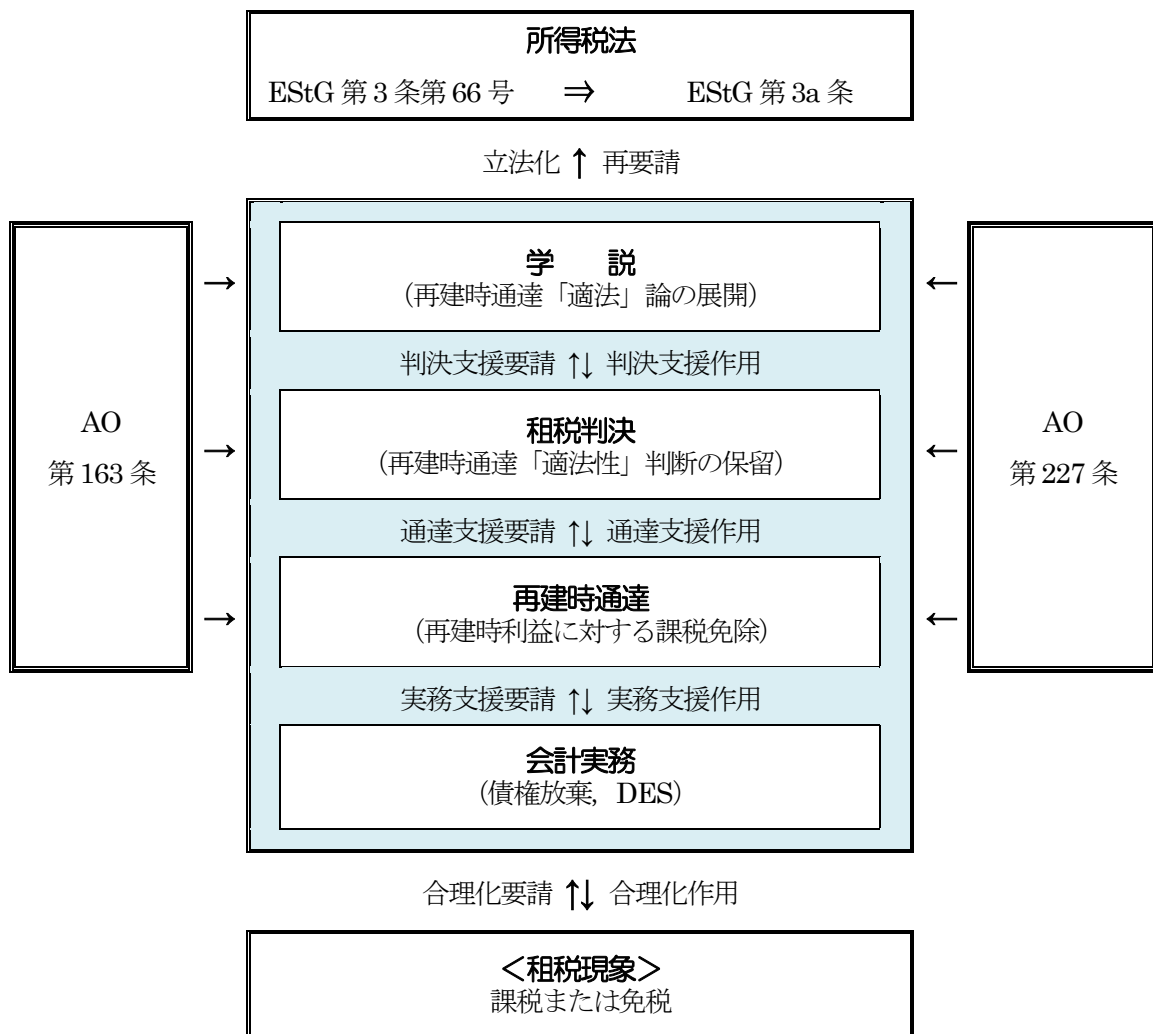 所得税法
EStG 第 3 条第 66 号 ⇒ EStG 第 3a 条
立法化 ↑ 再要請
学 説
(再建時通達「適法」論の展開)
判決支援要請 ↑↓ 判決支援作用
租税判決
(再建時通達「適法性」判断の保留)
通達支援要請 ↑↓ 通達支援作用
再建時通達
(再建時利益に対する課税免除)
実務支援要請 ↑↓ 実務支援作用
会計実務
(債権放棄, DES)
AO
第 163 条
→
→
→
AO
第 227 条
←
←
←
合理化要請 ↑↓ 合理化作用
<租税現象>
課税または免税